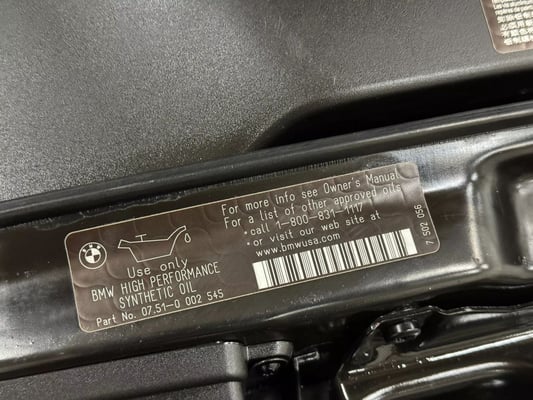 BMW
Use only
BMW HIGH PERFORMANCE
SYNTHETIC OIL
Part No. 07.51-0 002 545
For more info see Owner's Manual
For a list of other approved oils
• call 1-800-831-1117
• or visit our web site at
www.bmwusa.com
7 502 056